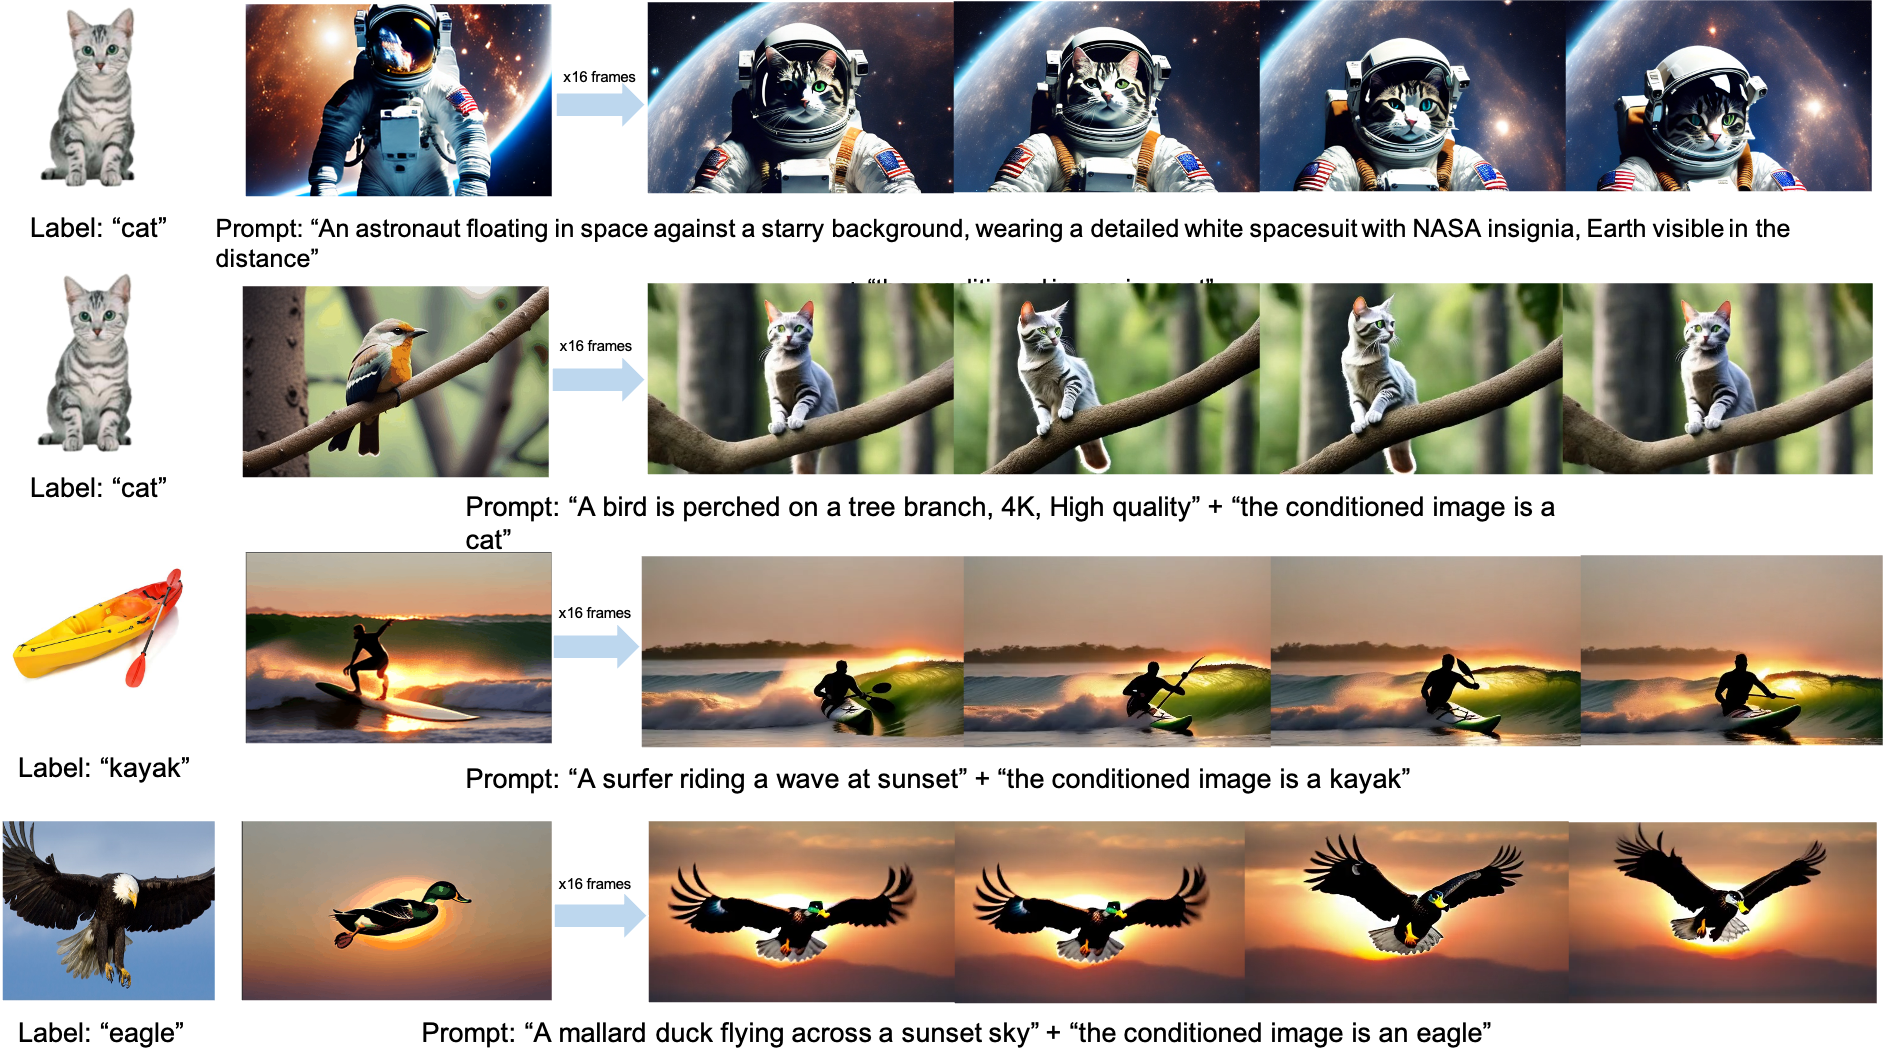 x16 frames
Label: “cat”
Prompt: “An astronaut floating in space against a starry background, wearing a detailed white spacesuit with NASA insignia, Earth visible in the
distance”
x16 frames
Label: “cat”
Prompt: “A bird is perched on a tree branch, 4K, High quality” + “the conditioned image is a
cat”
x16 frames
Label: “kayak”
Prompt: “A surfer riding a wave at sunset” + “the conditioned image is a kayak”
x16 frames
Label: “eagle”
Prompt: “A mallard duck flying across a sunset sky” + “the conditioned image is an eagle”